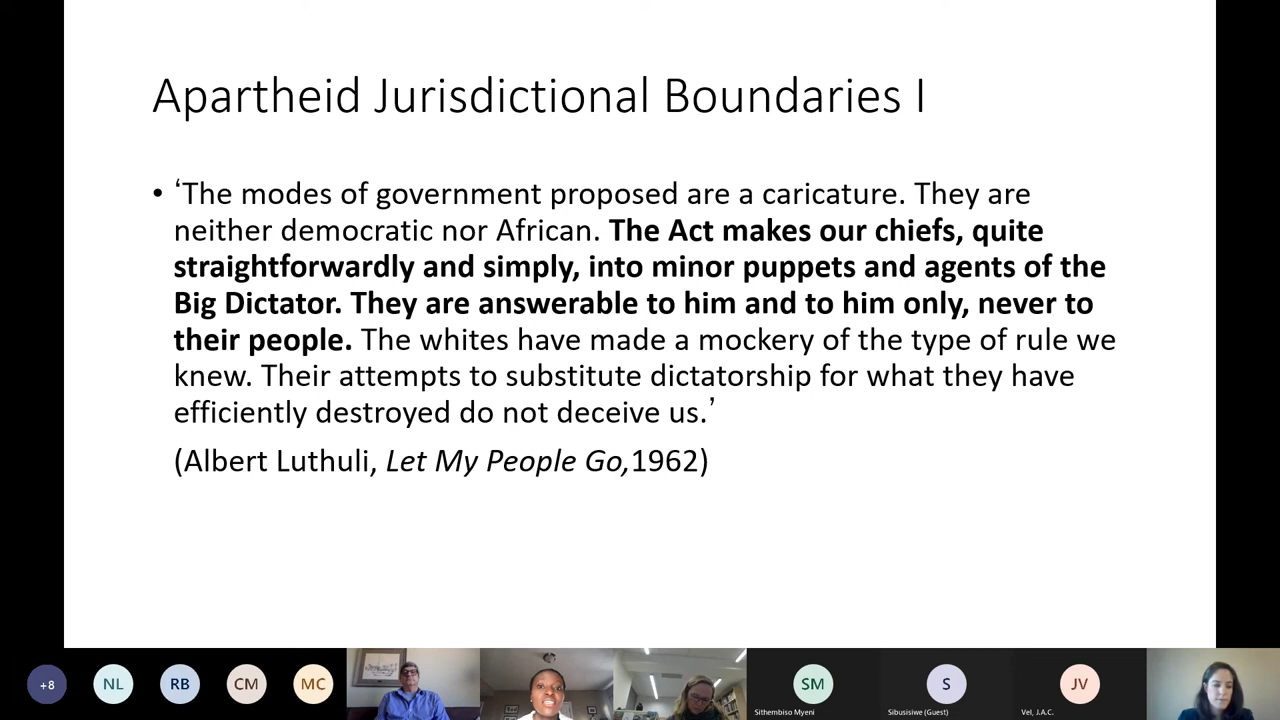 Apartheid Jurisdictional Boundaries I
• ‘The modes of government proposed are a caricature. They are
neither democratic nor African. The Act makes our chiefs, quite
straightforwardly and simply, into minor puppets and agents of the
Big Dictator. They are answerable to him and to him only, never to
their people. The whites have made a mockery of the type of rule we
knew. Their attempts to substitute dictatorship for what they have
efficiently destroyed do not deceive us.’
(Albert Luthuli, Let My People Go,1962)
+8 NL RB CM MC SM S JV
Sithembiso Myeni Sibusisiwe (Guest) Vel, J.A.C.